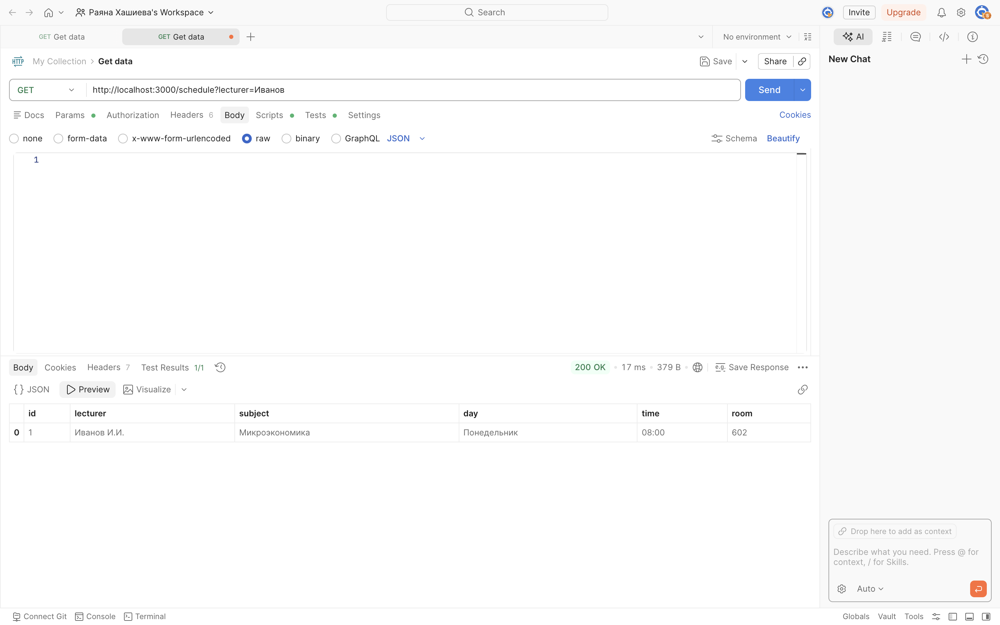 Раяна Хашиева's Workspace
Search
Invite
Upgrade
GET Get data
GET Get data
No environment
AI
HTTP My Collection > Get data
Save
Share
New Chat
GET
http://localhost:3000/schedule?lecturer=Иванов
Send
Docs Params Authorization Headers 6 Body Scripts Tests Settings
Cookies
none form-data x-www-form-urlencoded raw binary GraphQL JSON
Schema Beautify
1
Body Cookies Headers 7 Test Results 1/1
200 OK • 17 ms • 379 B • e.g. Save Response
{ } JSON Preview Visualize
id lecturer subject day time room
0 1 Иванов И.И. Микроэкономика Понедельник 08:00 602
Drop here to add as context
Describe what you need. Press @ for
context, / for Skills.
Auto
Connect Git Console Terminal
Globals Vault Tools